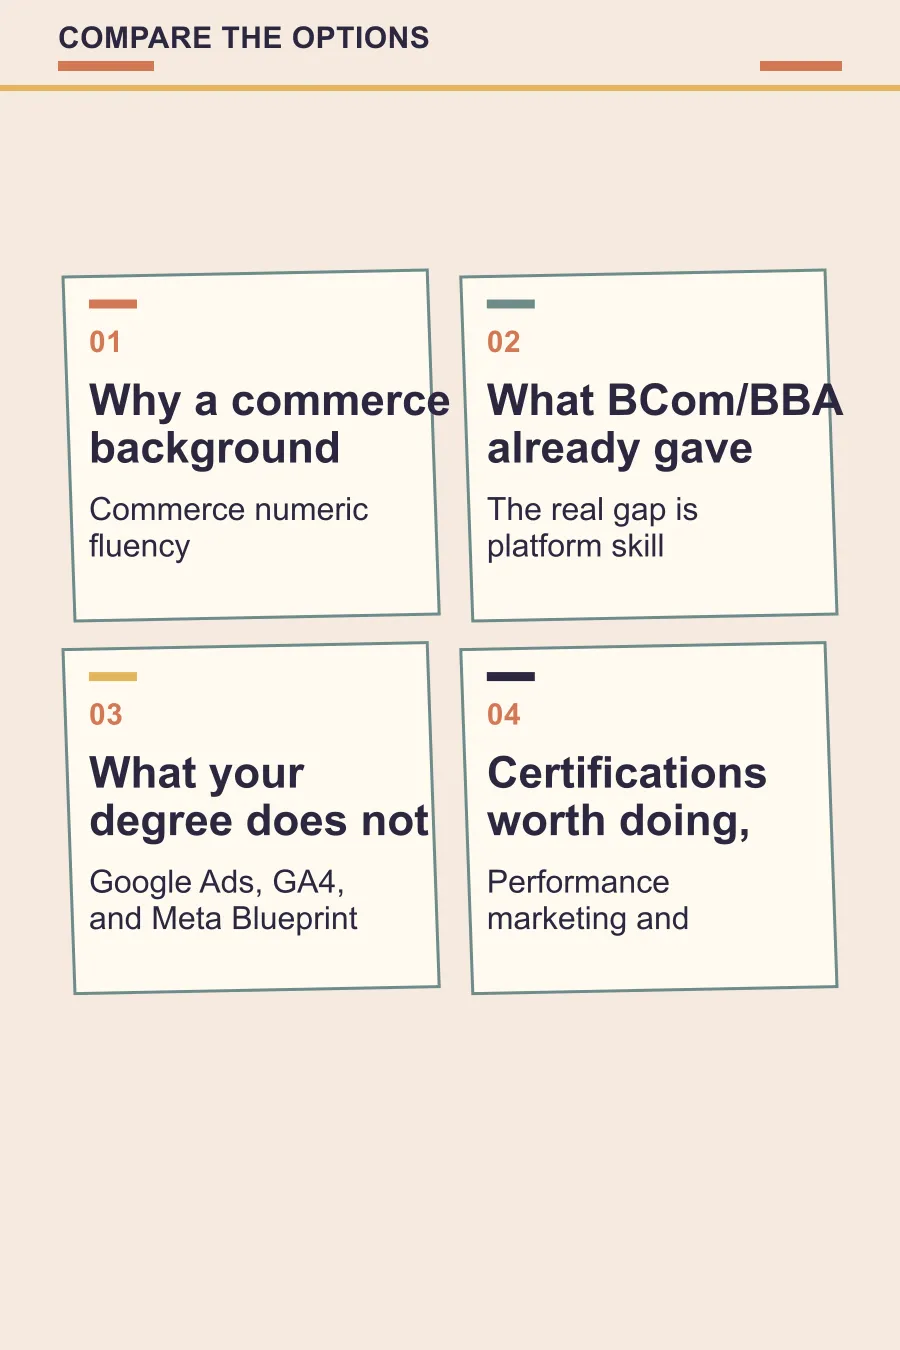 COMPARE THE OPTIONS
01
Why a commerce
background
Commerce numeric
fluency
02
What BCom/BBA
already gave
The real gap is
platform skill
03
What your
degree does not
Google Ads, GA4,
and Meta Blueprint
04
Certifications
worth doing,
Performance
marketing and